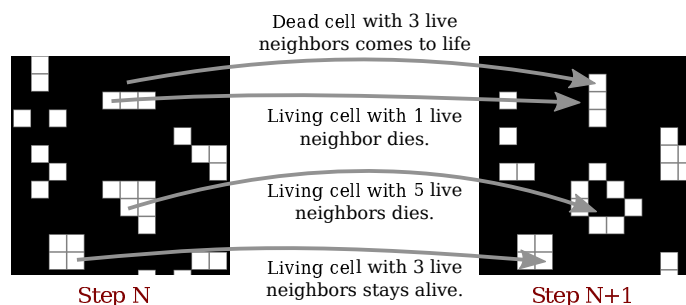 Dead cell with 3 live
neighbors comes to life
Living cell with 1 live
neighbor dies.
Living cell with 5 live
neighbors dies.
Living cell with 3 live
neighbors stays alive.
Step N
Step N+1